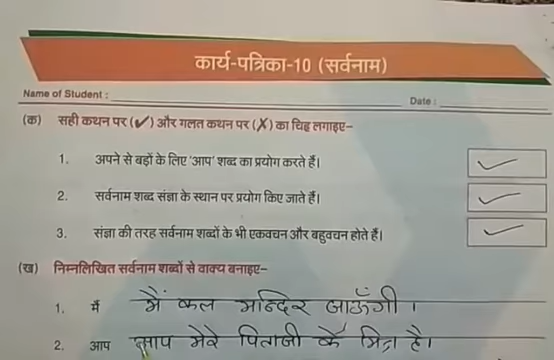 कार्य-पत्रिका-10 (सर्वनाम)
Name of Student : Date :
(क) सही कथन पर (✓) और गलत कथन पर (✗) का चिह्न लगाइए–
1. अपने से बड़ों के लिए 'आप' शब्द का प्रयोग करते हैं। ✓
2. सर्वनाम शब्द संज्ञा के स्थान पर प्रयोग किए जाते हैं। ✓
3. संज्ञा की तरह सर्वनाम शब्दों के भी एकवचन और बहुवचन होते हैं। ✓
(ख) निम्नलिखित सर्वनाम शब्दों से वाक्य बनाइए–
1. मैं मैं कल मन्दिर जाऊँगी ।
2. आप आप मेरे पिताजी के मित्र है।